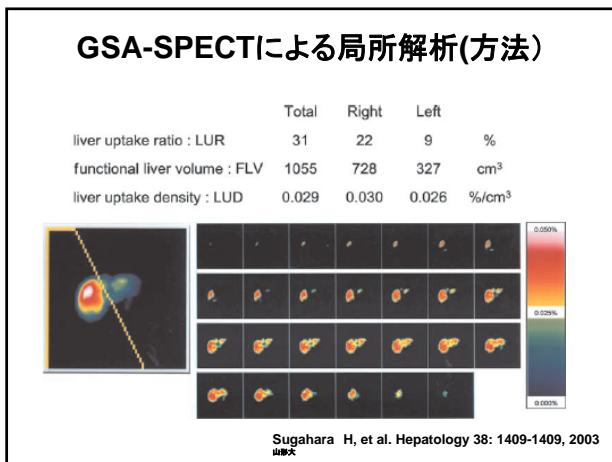 GSA-SPECTによる局所解析(方法）
Total Right Left
liver uptake ratio : LUR 31 22 9 %
functional liver volume : FLV 1055 728 327 cm³
liver uptake density : LUD 0.029 0.030 0.026 %/cm³
0.050%
0.025%
0.000%
Sugahara H, et al. Hepatology 38: 1409-1409, 2003
山形大